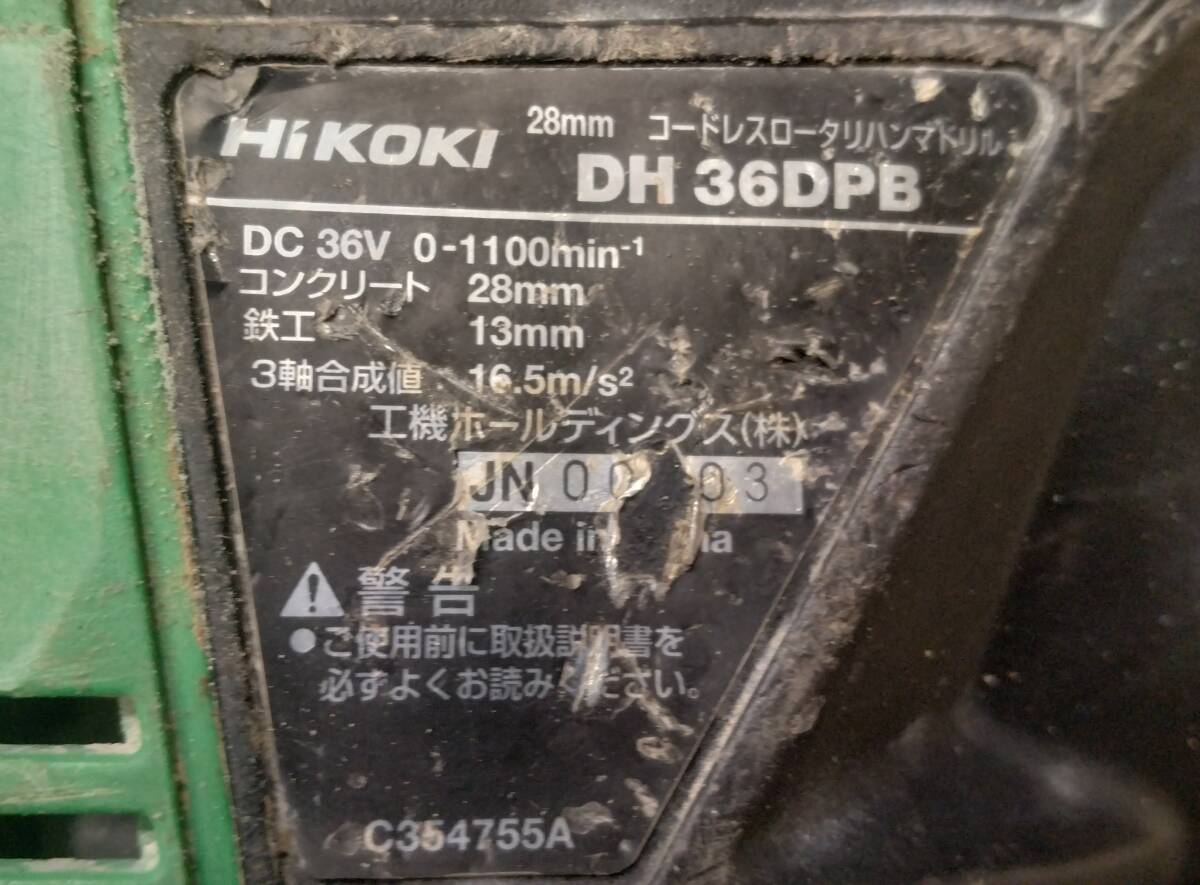 HiKOKI
28mm コードレスロータリハンマドリル
DH 36DPB
DC 36V 0-1100min⁻¹
コンクリート 28mm
鉄工 13mm
3軸合成値 16.5m/s²
工機ホールディングス(株)
JN
Made in
警告
●ご使用前に取扱説明書を
必ずよくお読みください。
C354755A